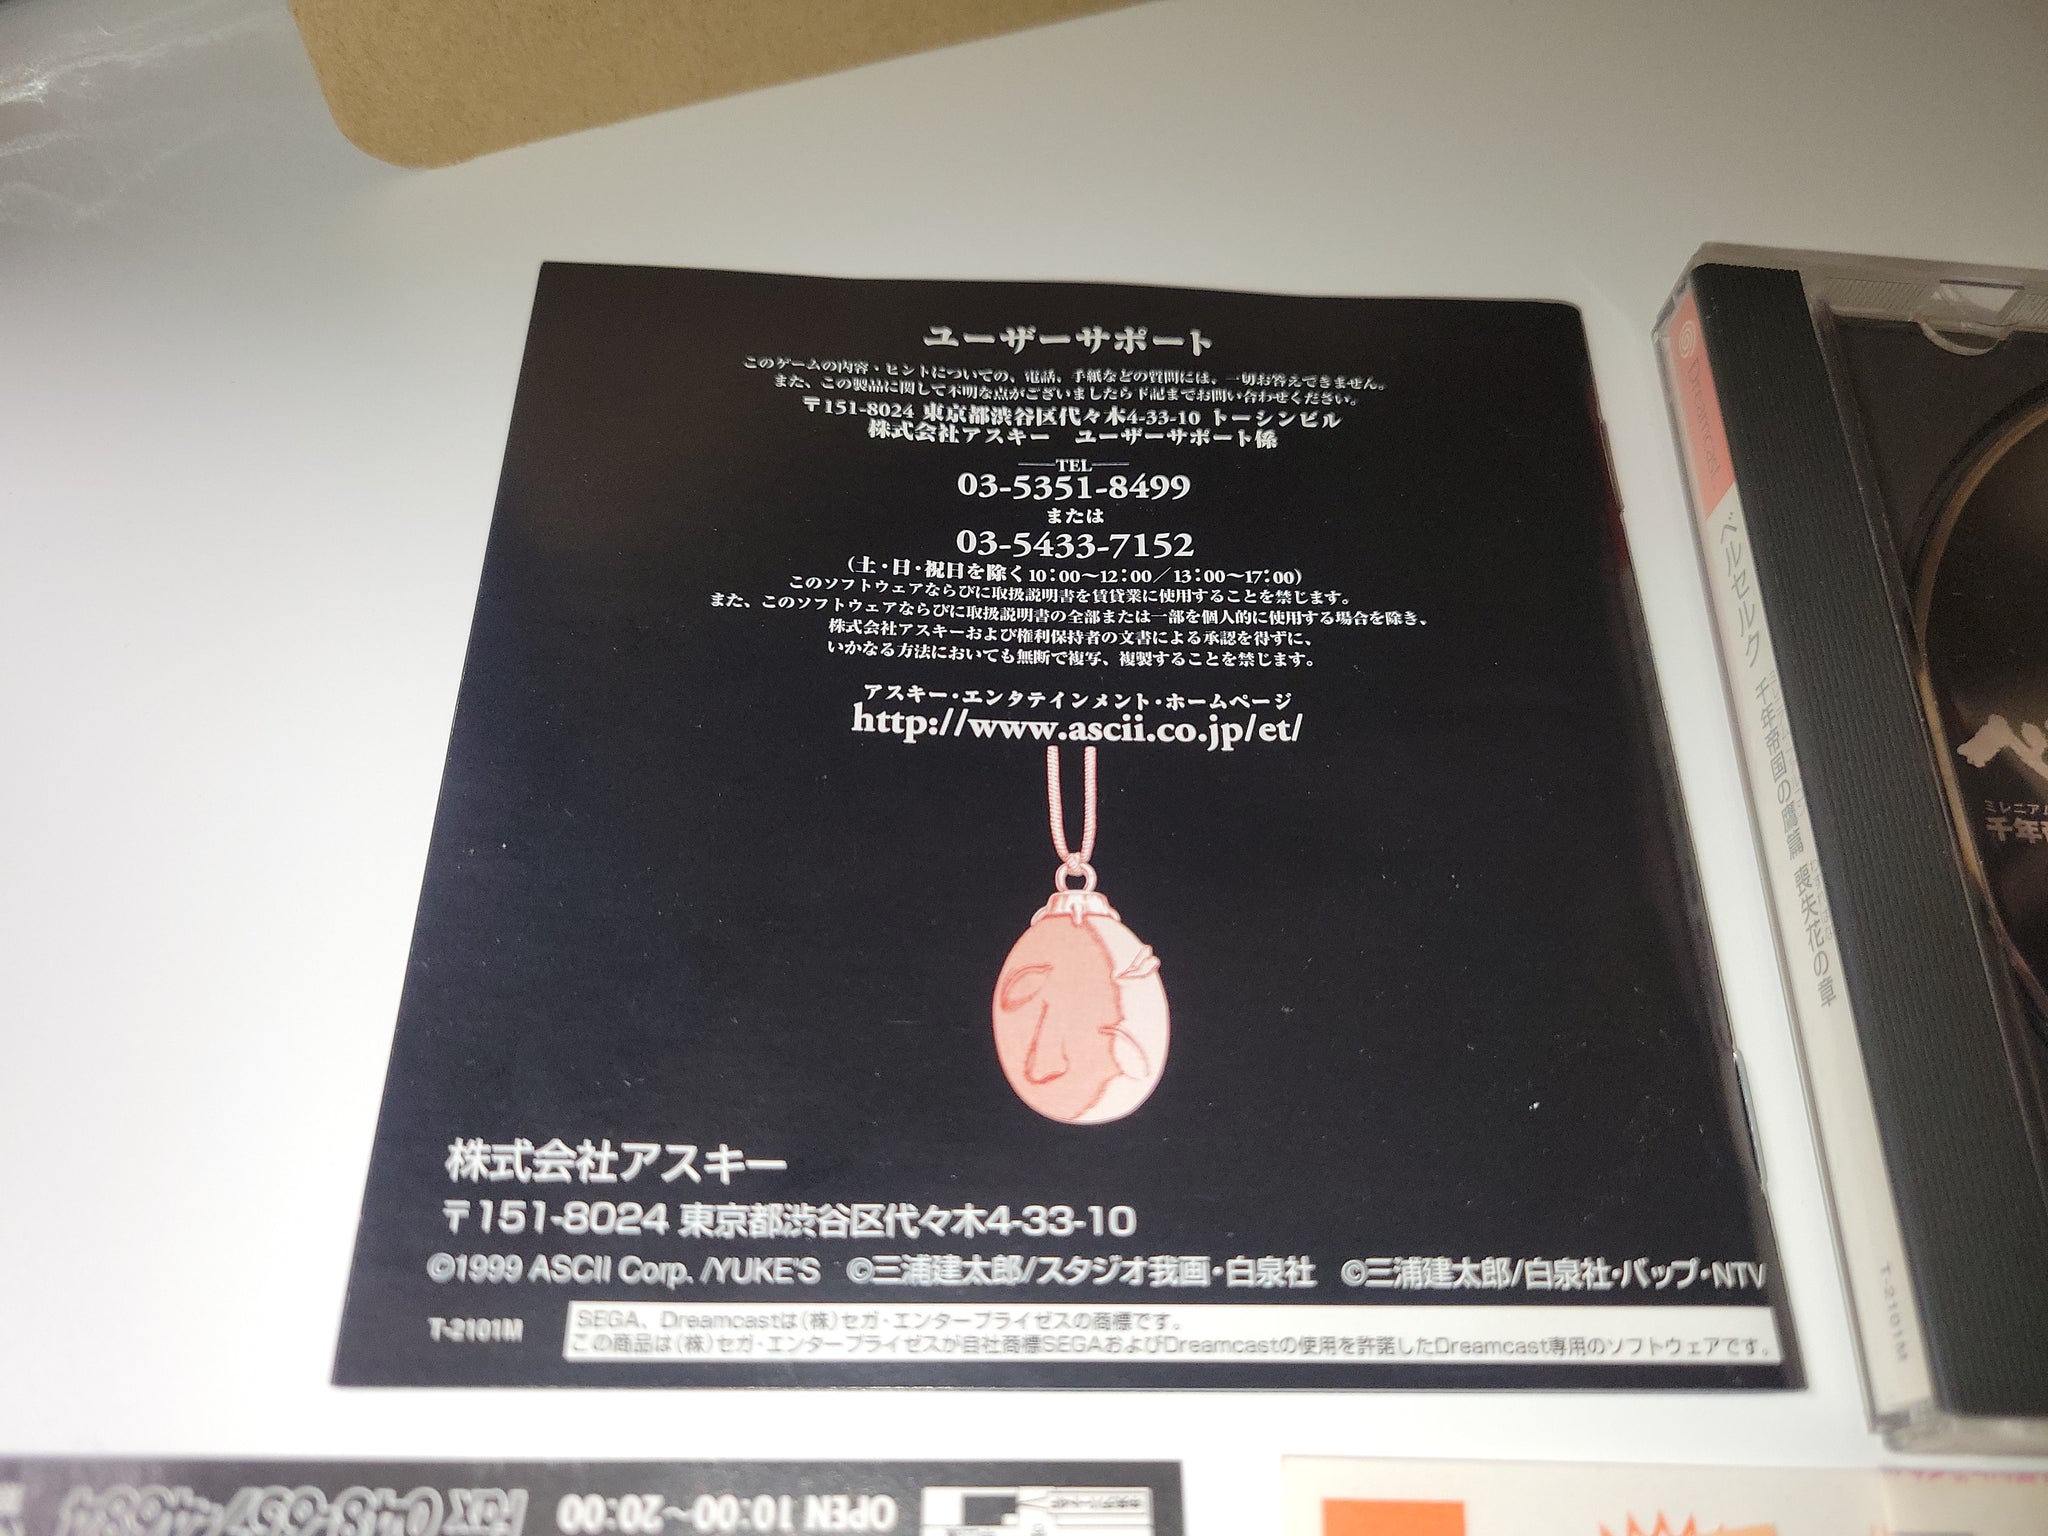 ユーザーサポート
このゲームの内容・ヒントについての、電話、手紙などの質問には、一切お答えできません。
また、この製品に関して不明な点がございましたら下記までお問い合わせください。
〒151-8024 東京都渋谷区代々木4-33-10 トーシンビル
株式会社アスキー ユーザーサポート係
TEL
03-5351-8499
または
03-5433-7152
(土・日・祝日を除く10:00～12:00／13:00～17:00)
このソフトウェアならびに取扱説明書を賃貸業に使用することを禁じます。
また、このソフトウェアならびに取扱説明書の全部または一部を個人的に使用する場合を除き、
株式会社アスキーおよび権利保持者の文書による承認を得ずに、
いかなる方法においても無断で複写、複製することを禁じます。
アスキー・エンタテインメント・ホームページ
http://www.ascii.co.jp/et/
株式会社アスキー
〒151-8024 東京都渋谷区代々木4-33-10
©1999 ASCII Corp. /YUKE'S ©三浦建太郎/スタジオ我画・白泉社 ©三浦建太郎/白泉社・バップ・NTV
T-2101M
SEGA、Dreamcastは(株)セガ・エンタープライゼスの商標です。
この商品は(株)セガ・エンタープライゼスが自社商標SEGAおよびDreamcastの使用を許諾したDreamcast専用のソフトウェアです。
Dreamcast
ベルセルク 千年帝国の鷹篇 喪失花の章
T-2101M
ミレニア
千年
OPEN 10:00～20:00